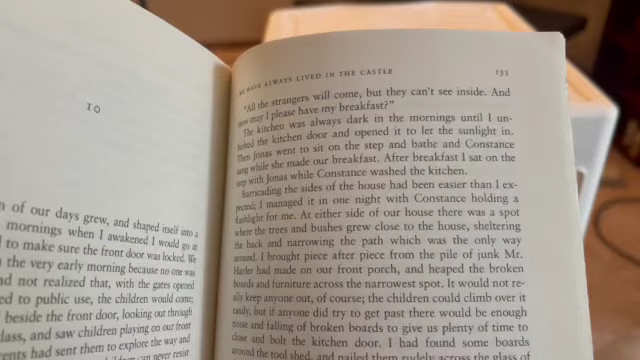 10
n of our days grew, and shaped itself into a
mornings when I awakened I would go at
to make sure the front door was locked. We
the very early morning because no one was
nd not realized that, with the gates opened
ed to public use, the children would come;
beside the front door, looking out through
lass, and saw children playing on our front
rents had sent them to explore the way and
children can never resist
WE HAVE ALWAYS LIVED IN THE CASTLE 133
"All the strangers will come, but they can't see inside. And
now may I please have my breakfast?"
The kitchen was always dark in the mornings until I un-
bolted the kitchen door and opened it to let the sunlight in.
Then Jonas went to sit on the step and bathe and Constance
sang while she made our breakfast. After breakfast I sat on the
step with Jonas while Constance washed the kitchen.
Barricading the sides of the house had been easier than I ex-
pected; I managed it in one night with Constance holding a
flashlight for me. At either side of our house there was a spot
where the trees and bushes grew close to the house, sheltering
the back and narrowing the path which was the only way
around. I brought piece after piece from the pile of junk Mr.
Harler had made on our front porch, and heaped the broken
boards and furniture across the narrowest spot. It would not re-
ally keep anyone out, of course; the children could climb over it
easily, but if anyone did try to get past there would be enough
noise and falling of broken boards to give us plenty of time to
close and bolt the kitchen door. I had found some boards
around the tool shed, and nailed them rudely across the glass of